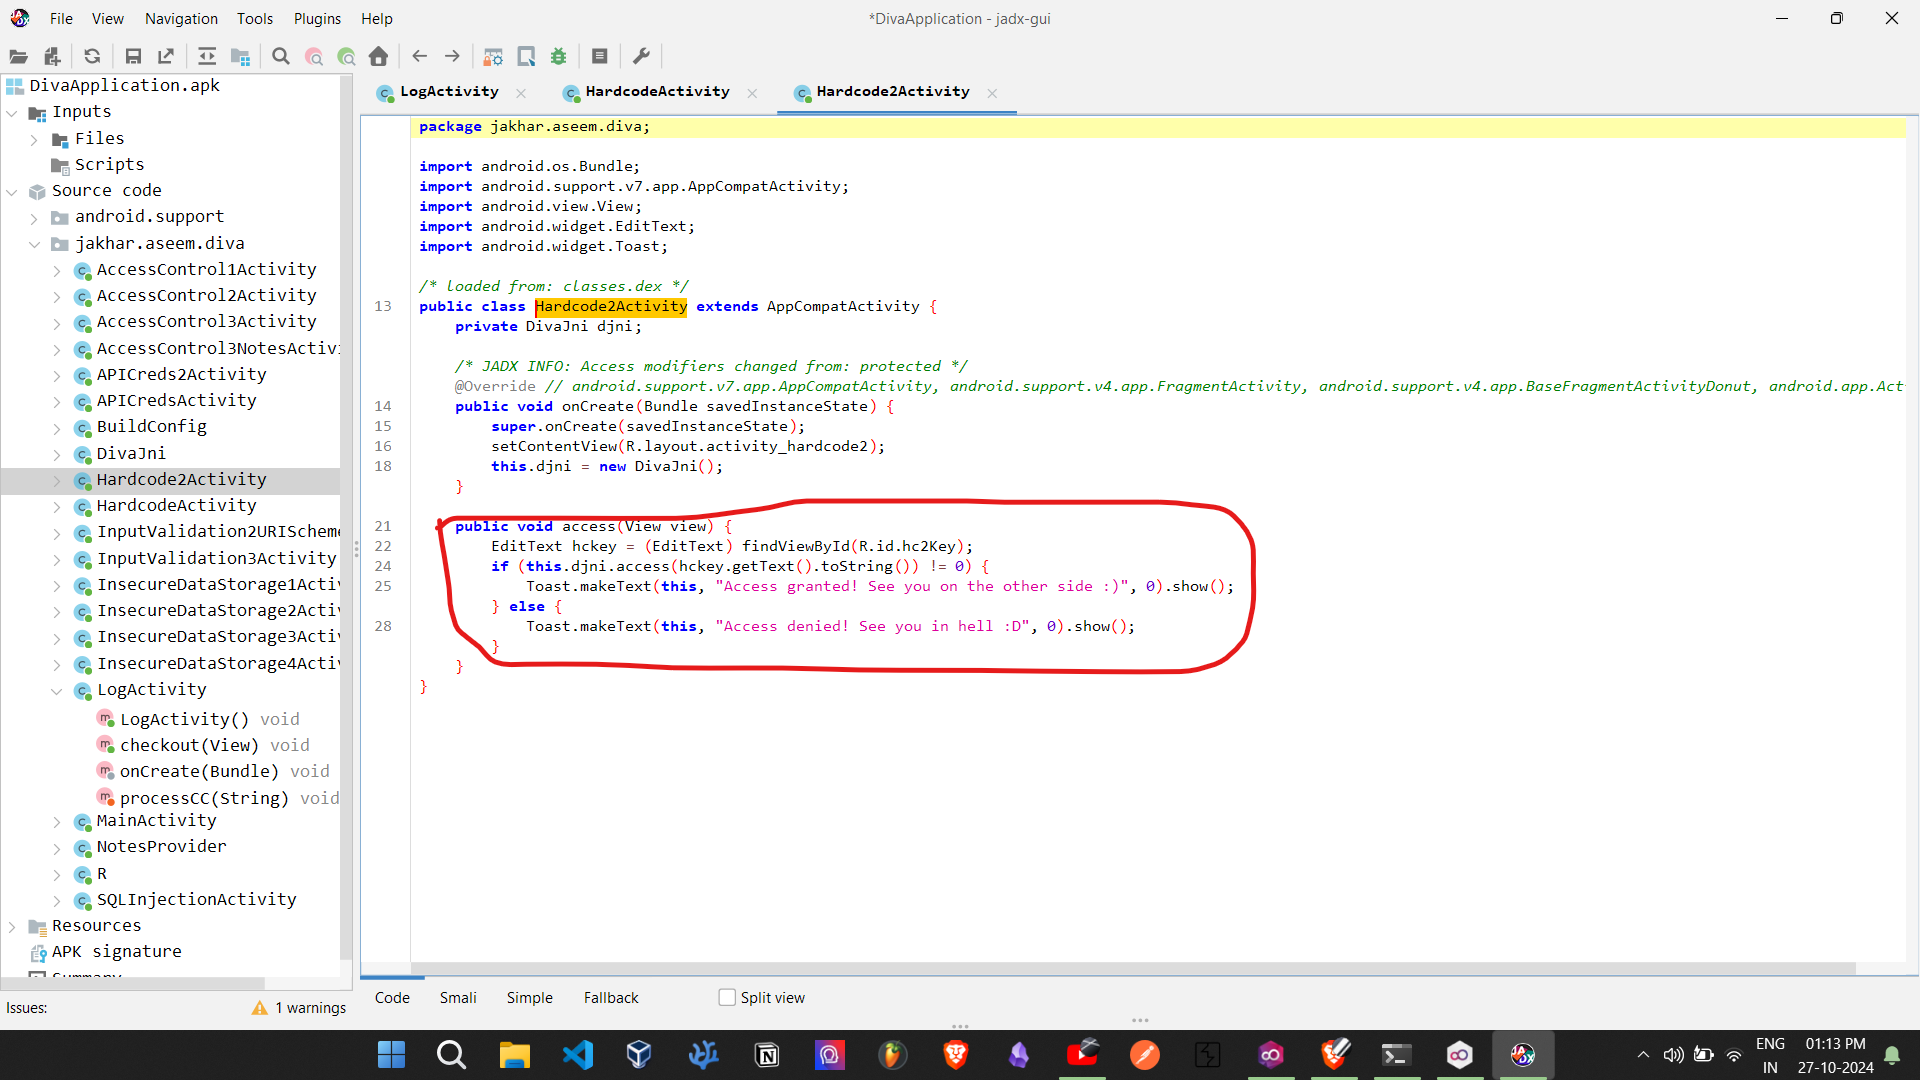 File View Navigation Tools Plugins Help
*DivaApplication - jadx-gui
DivaApplication.apk
Inputs
Files
Scripts
Source code
android.support
jakhar.aseem.diva
AccessControl1Activity
AccessControl2Activity
AccessControl3Activity
AccessControl3NotesActivi
APICreds2Activity
APICredsActivity
BuildConfig
DivaJni
Hardcode2Activity
HardcodeActivity
InputValidation2URIScheme
InputValidation3Activity
InsecureDataStorage1Activ
InsecureDataStorage2Activ
InsecureDataStorage3Activ
InsecureDataStorage4Activ
LogActivity
LogActivity() void
checkout(View) void
onCreate(Bundle) void
processCC(String) void
MainActivity
NotesProvider
R
SQLInjectionActivity
Resources
APK signature
Summary
Issues: 1 warnings
LogActivity HardcodeActivity Hardcode2Activity
package jakhar.aseem.diva;
import android.os.Bundle;
import android.support.v7.app.AppCompatActivity;
import android.view.View;
import android.widget.EditText;
import android.widget.Toast;
/* loaded from: classes.dex */
13 public class Hardcode2Activity extends AppCompatActivity {
private DivaJni djni;
/* JADX INFO: Access modifiers changed from: protected */
@Override // android.support.v7.app.AppCompatActivity, android.support.v4.app.FragmentActivity, android.support.v4.app.BaseFragmentActivityDonut, android.app.Act
14 public void onCreate(Bundle savedInstanceState) {
15 super.onCreate(savedInstanceState);
16 setContentView(R.layout.activity_hardcode2);
18 this.djni = new DivaJni();
}
21 public void access(View view) {
22 EditText hckey = (EditText) findViewById(R.id.hc2Key);
24 if (this.djni.access(hckey.getText().toString()) != 0) {
25 Toast.makeText(this, "Access granted! See you on the other side :)", 0).show();
} else {
28 Toast.makeText(this, "Access denied! See you in hell :D", 0).show();
}
}
}
Code Smali Simple Fallback Split view
ENG
IN
01:13 PM
27-10-2024